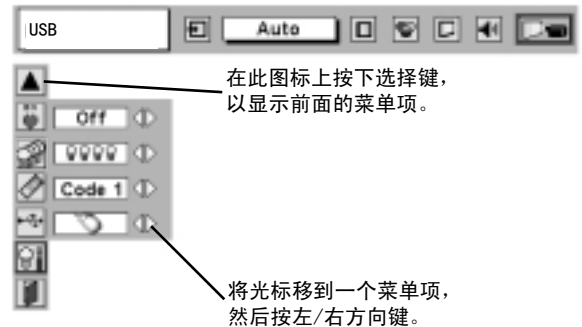 USB
Auto
在此图标上按下选择键，
以显示前面的菜单项。
Off
Code 1
将光标移到一个菜单项，
然后按左/右方向键。